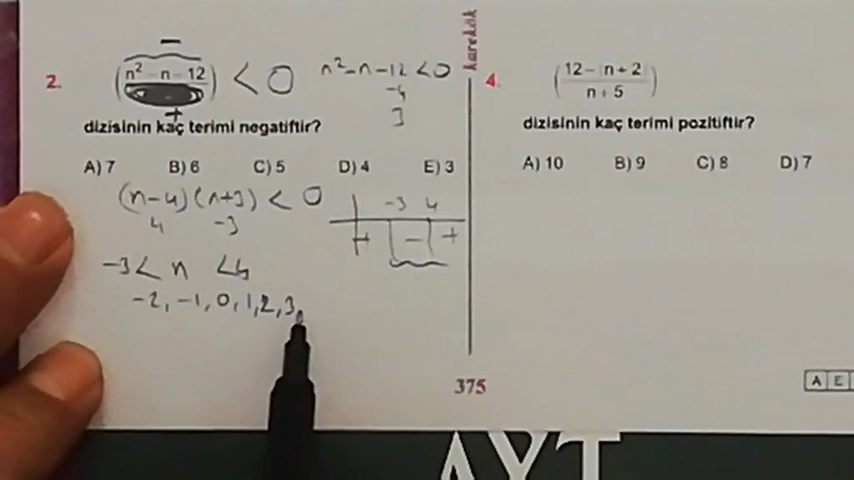 −
2. (n² − n − 12) < 0
+
n² − n − 12 < 0
−4
3
dizisinin kaç terimi negatiftir?
A) 7 B) 6 C) 5 D) 4 E) 3
(n−4)(n+3) < 0
4 −3
−3 4
+ − +
−3 < n < 4
−2, −1, 0, 1, 2, 3,
karekök
4. (12 − n + 2 / n + 5)
dizisinin kaç terimi pozitiftir?
A) 10 B) 9 C) 8 D) 7
375
A E
AYT